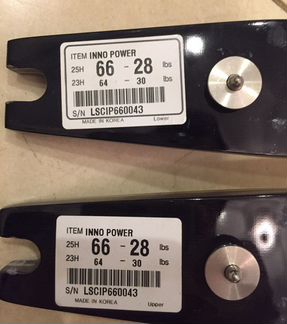 ITEM INNO POWER
25H 66 - 28 lbs
23H 64 - 30 lbs
S/N LSCIP660043
MADE IN KOREA Lower
ITEM INNO POWER
25H 66 - 28 lbs
23H 64 - 30 lbs
S/N LSCIP660043
MADE IN KOREA Upper